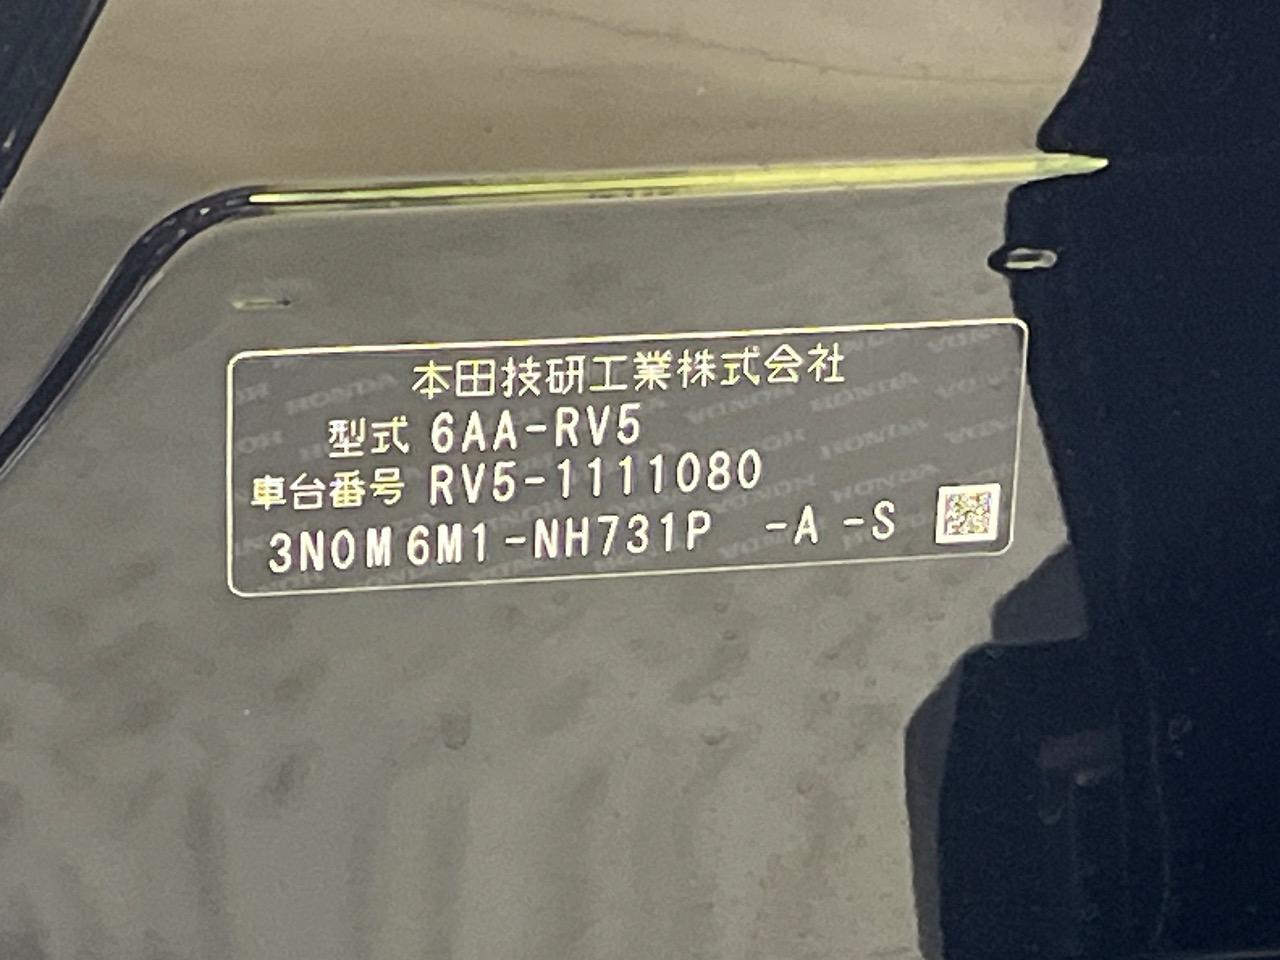 本田技研工業株式会社
型式 6AA-RV5
車台番号 RV5-1111080
3N0M6M1-NH731P -A -S